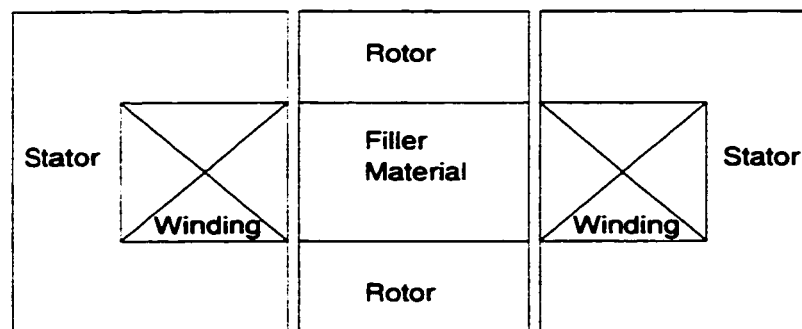 Rotor
Filler
Material
Stator
Stator
Winding
Winding
Rotor